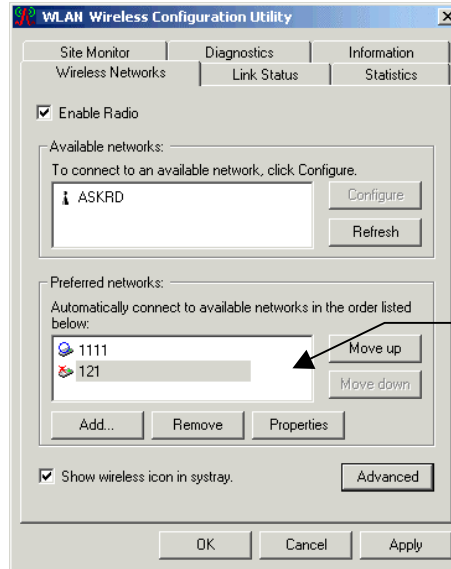 WLAN Wireless Configuration Utility
Site Monitor Diagnostics Information
Wireless Networks Link Status Statistics
Enable Radio
Available networks:
To connect to an available network, click Configure.
ASKRD
Configure
Refresh
Preferred networks:
Automatically connect to available networks in the order listed
below:
1111
121
Move up
Move down
Add... Remove Properties
Show wireless icon in systray. Advanced
OK Cancel Apply